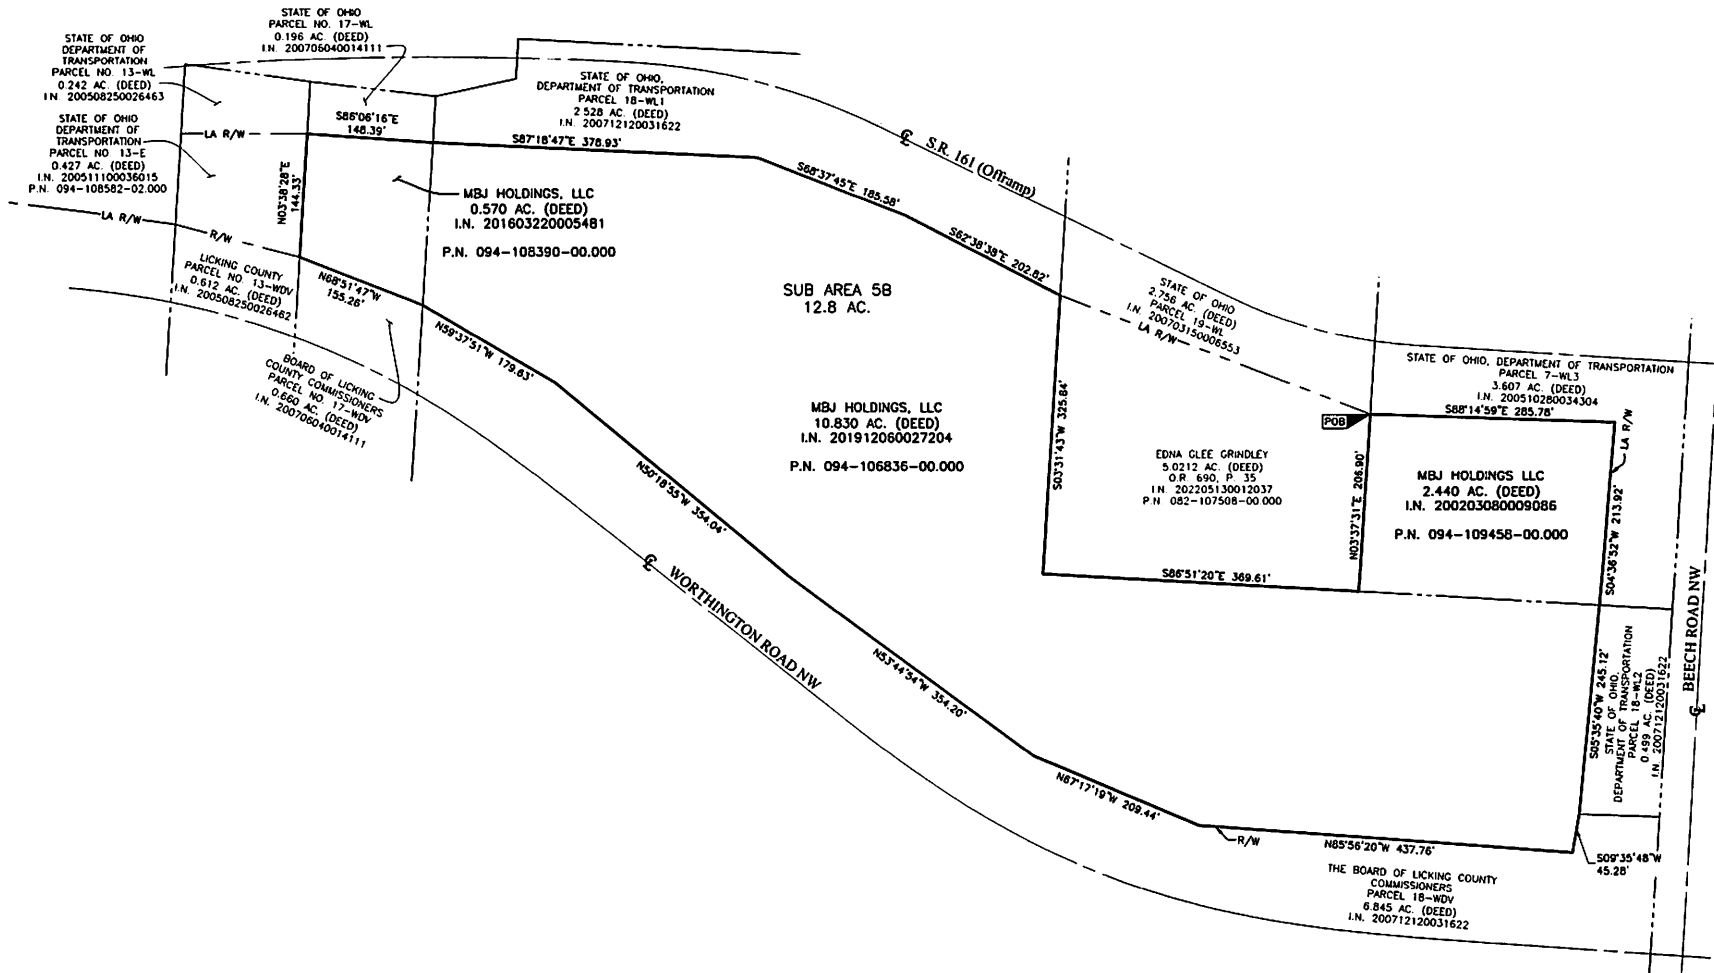 STATE OF OHIO
PARCEL NO. 17-WL
0.196 AC. (DEED)
I.N. 200706040014111
STATE OF OHIO
DEPARTMENT OF
TRANSPORTATION
PARCEL NO. 13-WL
0.242 AC. (DEED)
I.N. 200508250026463
STATE OF OHIO
DEPARTMENT OF
TRANSPORTATION
PARCEL NO. 13-E
0.427 AC. (DEED)
I.N. 200511100036015
P.N. 094-108582-02.000
LA R/W
LA R/W
R/W
S86°06'16"E
148.39'
N03°38'28"E
144.33'
STATE OF OHIO,
DEPARTMENT OF TRANSPORTATION
PARCEL 18-WL1
2.528 AC. (DEED)
I.N. 200712120031622
S87°18'47"E 378.93'
MBJ HOLDINGS, LLC
0.570 AC. (DEED)
I.N. 201603220005481
P.N. 094-108390-00.000
S68°37'45"E 185.58'
S62°38'38"E 202.82'
℄ S.R. 161 (Offramp)
LICKING COUNTY
PARCEL NO. 13-WDV
0.612 AC. (DEED)
I.N. 200508250026462
N68°51'47"W
155.26'
N59°37'51"W 179.63'
BOARD OF LICKING
COUNTY COMMISSIONERS
PARCEL NO. 17-WDV
0.660 AC. (DEED)
I.N. 200706040014111
SUB AREA 5B
12.8 AC.
STATE OF OHIO
2.756 AC. (DEED)
PARCEL 19-WL
I.N. 200703150006553
LA R/W
STATE OF OHIO, DEPARTMENT OF TRANSPORTATION
PARCEL 7-WL3
3.607 AC. (DEED)
I.N. 200510280034304
S88°14'59"E 285.78'
LA R/W
POB
MBJ HOLDINGS, LLC
10.830 AC. (DEED)
I.N. 201912060027204
P.N. 094-106836-00.000
S03°31'43"W 325.84'
EDNA GLEE GRINDLEY
5.0212 AC. (DEED)
O.R. 690, P. 35
I.N. 202205130012037
P.N. 082-107508-00.000
N03°37'31"E 206.90'
MBJ HOLDINGS LLC
2.440 AC. (DEED)
I.N. 200203080009086
P.N. 094-109458-00.000
S04°36'52"W 213.92'
S86°51'20"E 369.61'
N50°18'55"W 354.04'
℄ WORTHINGTON ROAD NW
N53°44'54"W 354.20'
S05°35'40"W 245.12'
STATE OF OHIO,
DEPARTMENT OF TRANSPORTATION
PARCEL 18-WL2
0.499 AC. (DEED)
I.N. 200712120031622
BEECH ROAD NW
℄
N67°17'19"W 209.44'
R/W
N85°56'20"W 437.76'
S09°35'48"W
45.28'
THE BOARD OF LICKING COUNTY
COMMISSIONERS
PARCEL 18-WDV
6.845 AC. (DEED)
I.N. 200712120031622